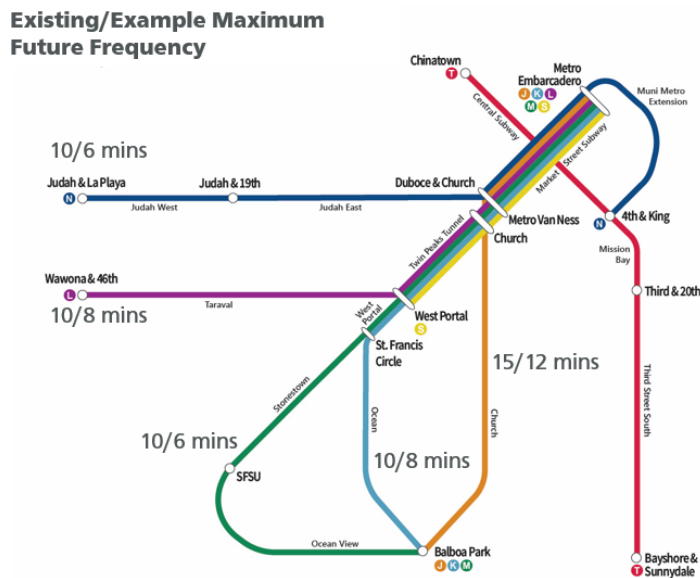 Existing/Example Maximum
Future Frequency
Chinatown
T
Metro
Embarcadero
J K L
M S
Muni Metro
Extension
Central Subway
Market Street Subway
10/6 mins
Judah & La Playa
N
Judah & 19th
Duboce & Church
Judah West
Judah East
Metro Van Ness
Church
N
4th & King
Mission
Bay
Twin Peaks Tunnel
Wawona & 46th
L
Taraval
10/8 mins
Third & 20th
West
Portal
West Portal
S
St. Francis
Circle
15/12 mins
Stonestown
Ocean
Church
Third Street South
10/6 mins
10/8 mins
SFSU
Ocean View
Balboa Park
J K M
Bayshore &
T Sunnydale